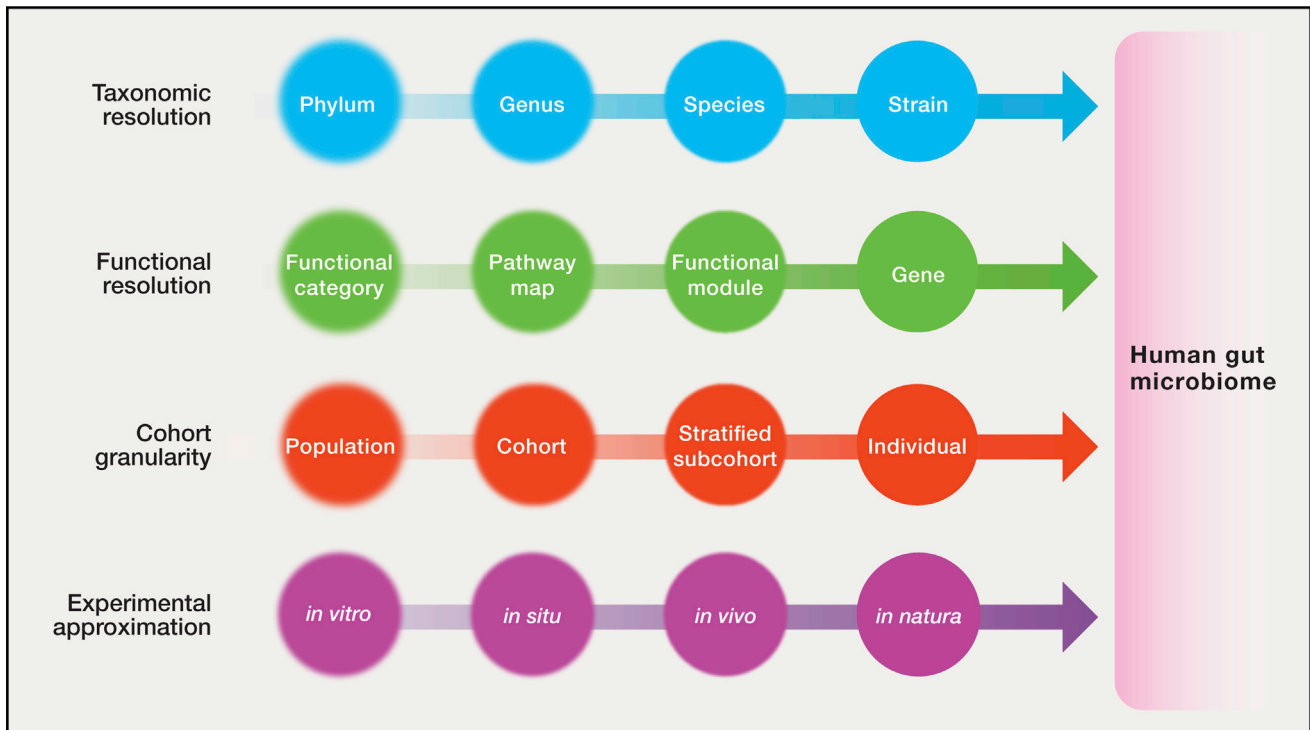 Taxonomic
resolution
Phylum
Genus
Species
Strain
Functional
resolution
Functional
category
Pathway
map
Functional
module
Gene
Human gut
microbiome
Cohort
granularity
Population
Cohort
Stratified
subcohort
Individual
Experimental
approximation
in vitro
in situ
in vivo
in natura